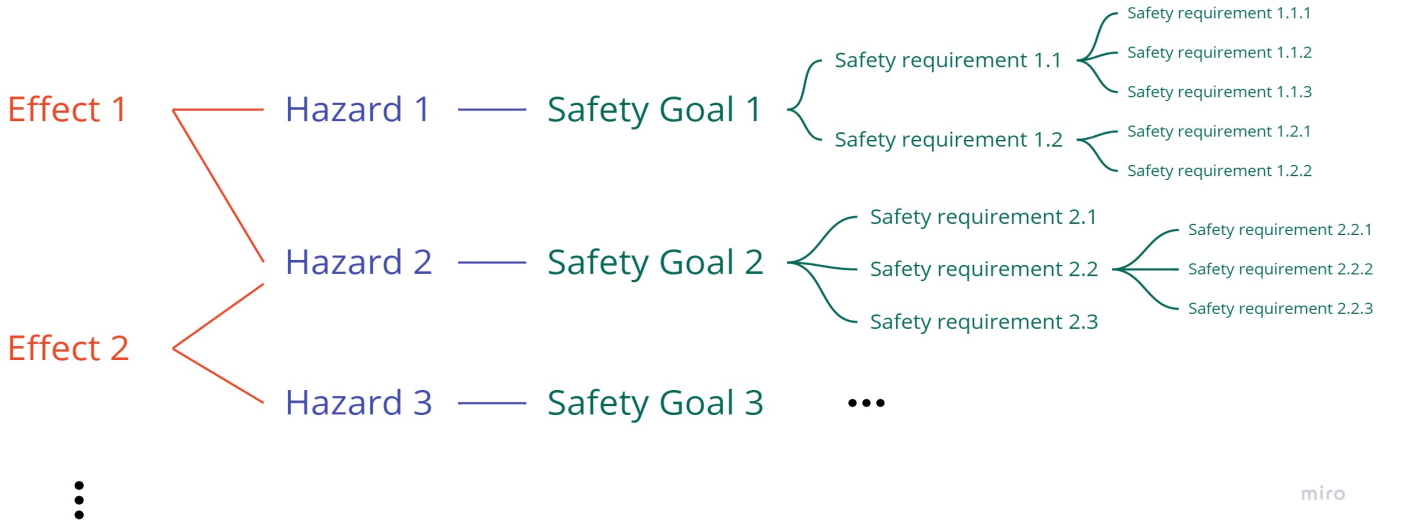 Effect 1
Hazard 1
Safety Goal 1
Safety requirement 1.1
Safety requirement 1.1.1
Safety requirement 1.1.2
Safety requirement 1.1.3
Safety requirement 1.2
Safety requirement 1.2.1
Safety requirement 1.2.2
Hazard 2
Safety Goal 2
Safety requirement 2.1
Safety requirement 2.2
Safety requirement 2.2.1
Safety requirement 2.2.2
Safety requirement 2.2.3
Safety requirement 2.3
Effect 2
Hazard 3
Safety Goal 3
...
miro